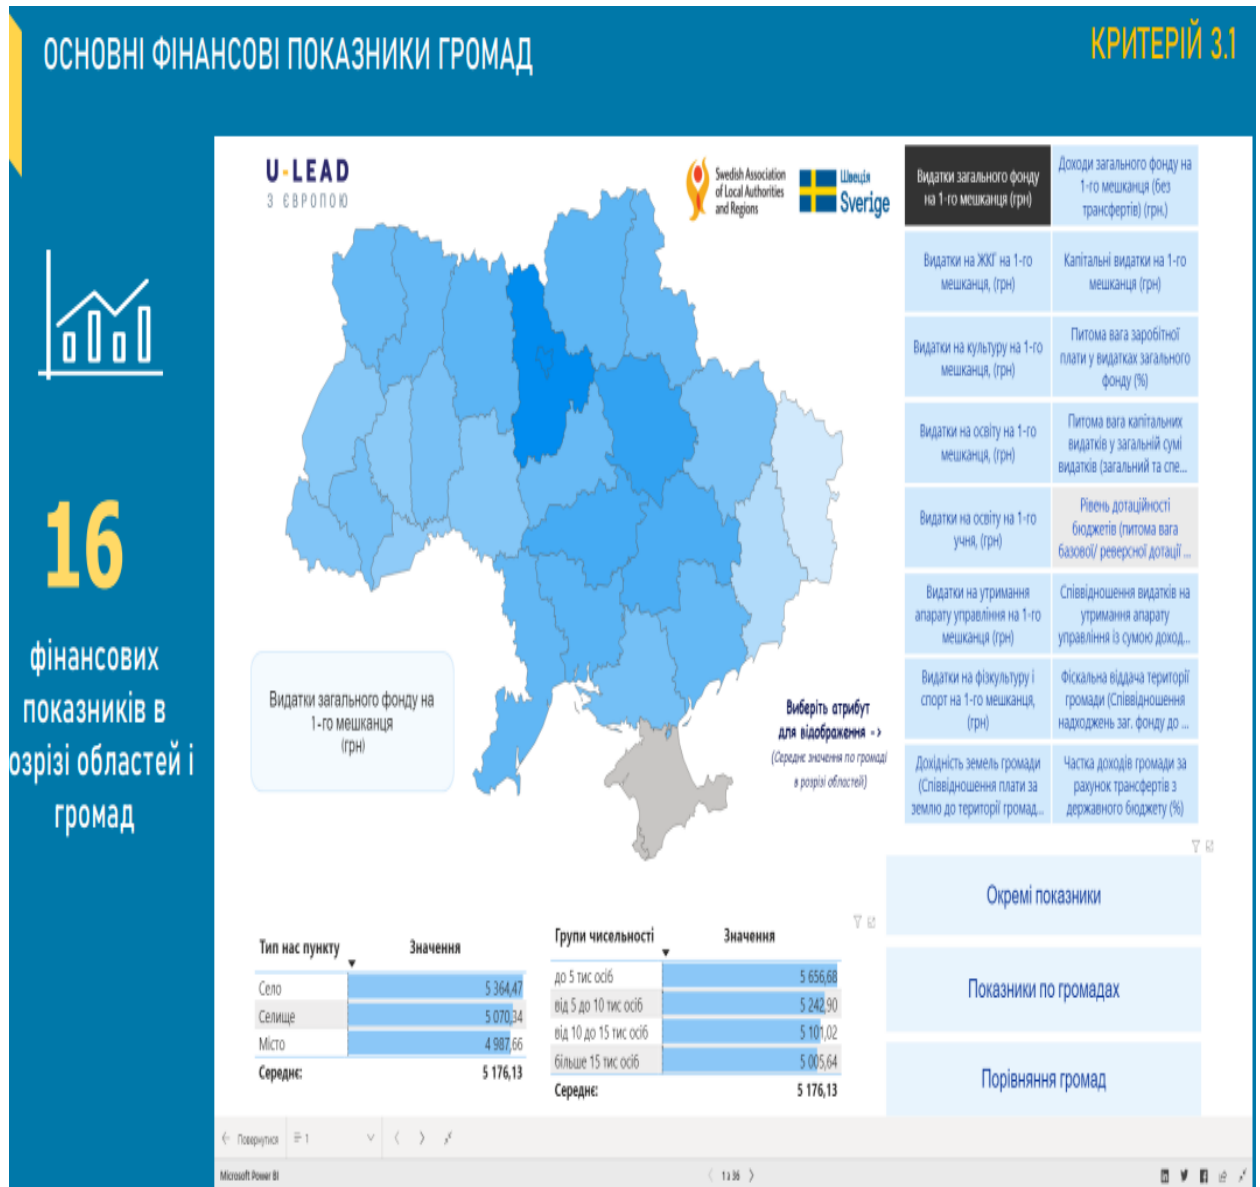 ОСНОВНІ ФІНАНСОВІ ПОКАЗНИКИ ГРОМАД
КРИТЕРІЙ 3.1
16
фінансових
показників в
озрізі областей і
громад
U-LEAD
З ЄВРОПОЮ
Swedish Association
of Local Authorities
and Regions
Швеція
Sverige
Видатки загального фонду
на 1-го мешканця (грн)
Доходи загального фонду на
1-го мешканця (без
трансфертів) (грн.)
Видатки на ЖКГ на 1-го
мешканця, (грн)
Капітальні видатки на 1-го
мешканця (грн)
Видатки на культуру на 1-го
мешканця, (грн)
Питома вага заробітної
плати у видатках загального
фонду (%)
Видатки на освіту на 1-го
мешканця, (грн)
Питома вага капітальних
видатків у загальній сумі
видатків (загальний та спе...
Видатки на освіту на 1-го
учня, (грн)
Рівень дотаційності
бюджетів (питома вага
базової/ реверсної дотації ...
Видатки на утримання
апарату управління на 1-го
мешканця (грн)
Співвідношення видатків на
утримання апарату
управління із сумою доход...
Видатки на фізкультуру і
спорт на 1-го мешканця,
(грн)
Фіскальна віддача території
громади (Співвідношення
надходжень заг. фонду до ...
Дохідність земель громади
(Співвідношення плати за
землю до території громад...
Частка доходів громади за
рахунок трансфертів з
державного бюджету (%)
Видатки загального фонду на
1-го мешканця
(грн)
Виберіть атрибут
для відображення ->
(Середнє значення по громаді
в розрізі областей)
Окремі показники
Показники по громадах
Порівняння громад
Тип нас пункту Значення
Село 5 364,47
Селище 5 070,34
Місто 4 987,66
Середнє: 5 176,13
Групи чисельності Значення
до 5 тис осіб 5 656,68
від 5 до 10 тис осіб 5 242,90
від 10 до 15 тис осіб 5 101,02
більше 15 тис осіб 5 005,64
Середнє: 5 176,13
Повернутися 1
Microsoft Power BI
1 з 36